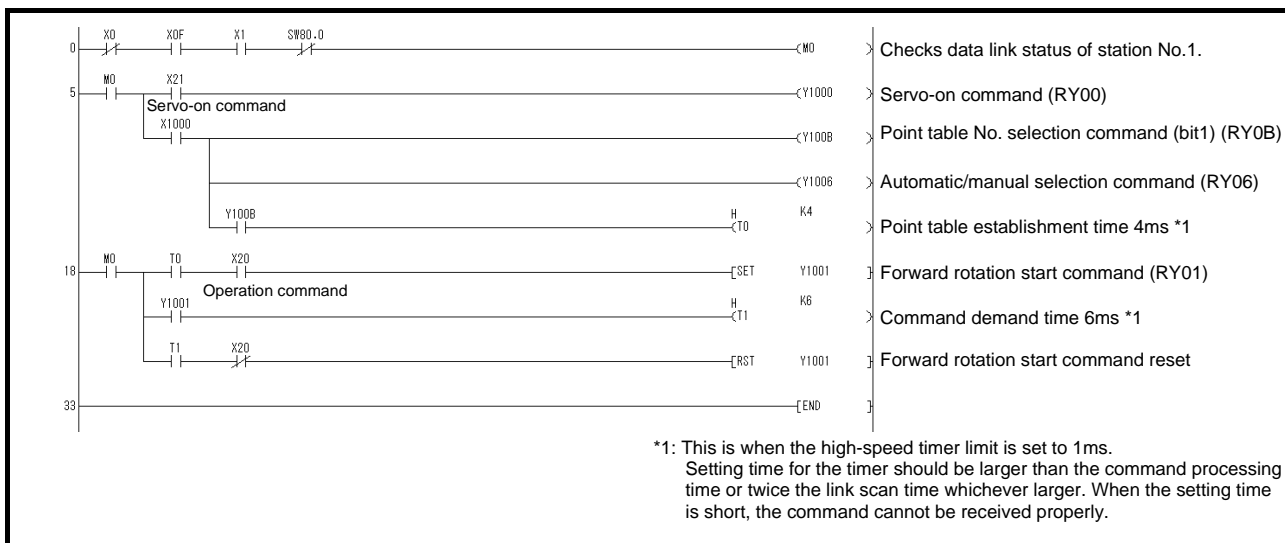 X0 X0F X1 SW80.0
0 (M0 ) Checks data link status of station No.1.
M0 X21
5 (Y1000 ) Servo-on command (RY00)
Servo-on command
X1000
(Y100B ) Point table No. selection command (bit1) (RY0B)
(Y1006 ) Automatic/manual selection command (RY06)
Y100B H K4
(T0 ) Point table establishment time 4ms *1
M0 T0 X20
18 [SET Y1001 ] Forward rotation start command (RY01)
Operation command
Y1001 H K6
(T1 ) Command demand time 6ms *1
T1 X20
[RST Y1001 ] Forward rotation start command reset
33 [END ]
*1: This is when the high-speed timer limit is set to 1ms.
Setting time for the timer should be larger than the command processing
time or twice the link scan time whichever larger. When the setting time
is short, the command cannot be received properly.